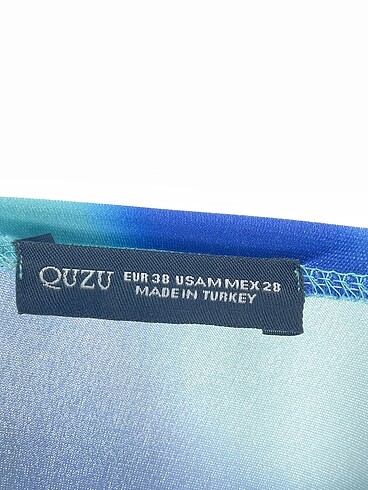 QUZU EUR 38 USA M MEX 28
MADE IN TURKEY